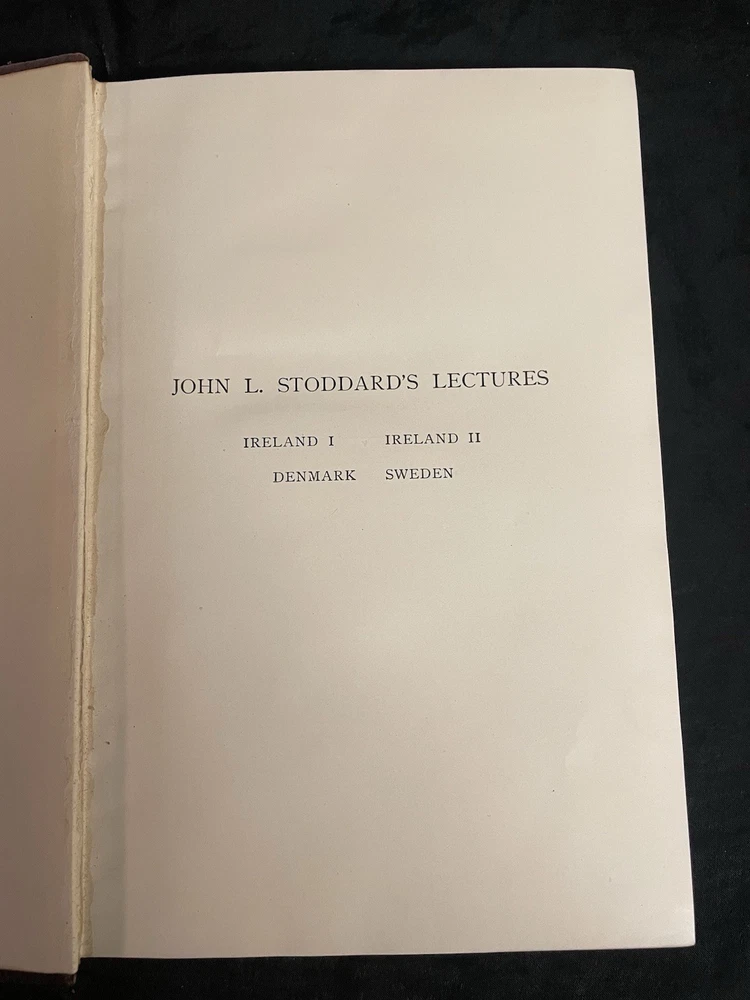 JOHN L. STODDARD'S LECTURES
IRELAND I IRELAND II
DENMARK SWEDEN